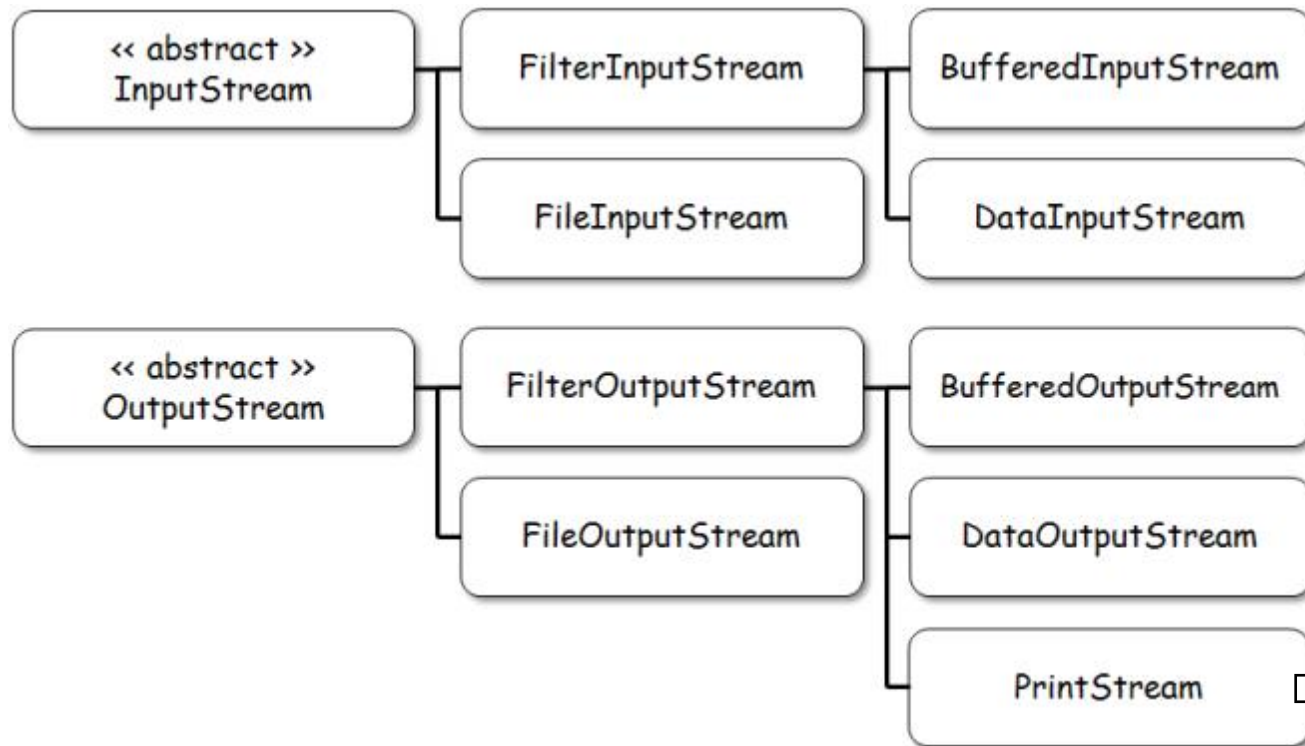 << abstract >>
InputStream
FilterInputStream
BufferedInputStream
FileInputStream
DataInputStream
<< abstract >>
OutputStream
FilterOutputStream
BufferedOutputStream
FileOutputStream
DataOutputStream
PrintStream